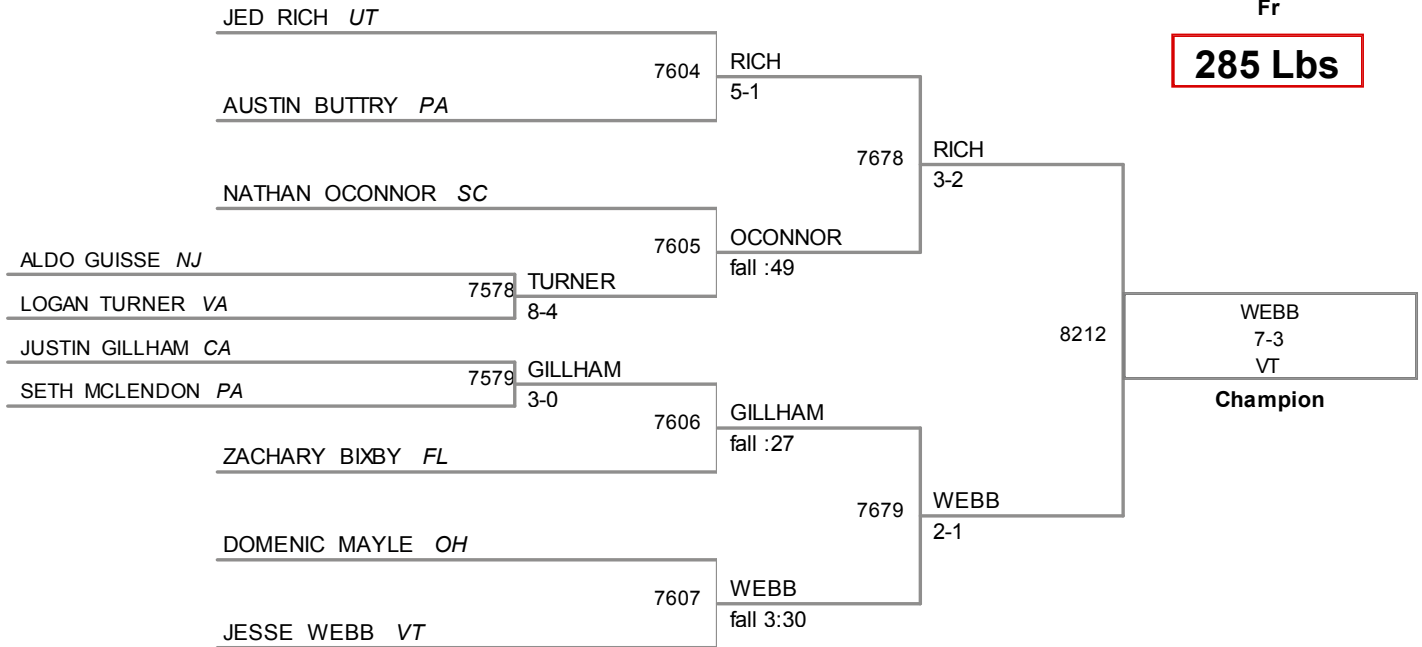 Fr
285 Lbs
JED RICH UT
7604
RICH
5-1
AUSTIN BUTTRY PA
7678
RICH
3-2
NATHAN OCONNOR SC
7605
OCONNOR
fall :49
ALDO GUISSE NJ
7578
TURNER
8-4
LOGAN TURNER VA
8212
WEBB
7-3
VT
Champion
JUSTIN GILLHAM CA
7579
GILLHAM
3-0
SETH MCLENDON PA
7606
GILLHAM
fall :27
ZACHARY BIXBY FL
7679
WEBB
2-1
DOMENIC MAYLE OH
7607
WEBB
fall 3:30
JESSE WEBB VT